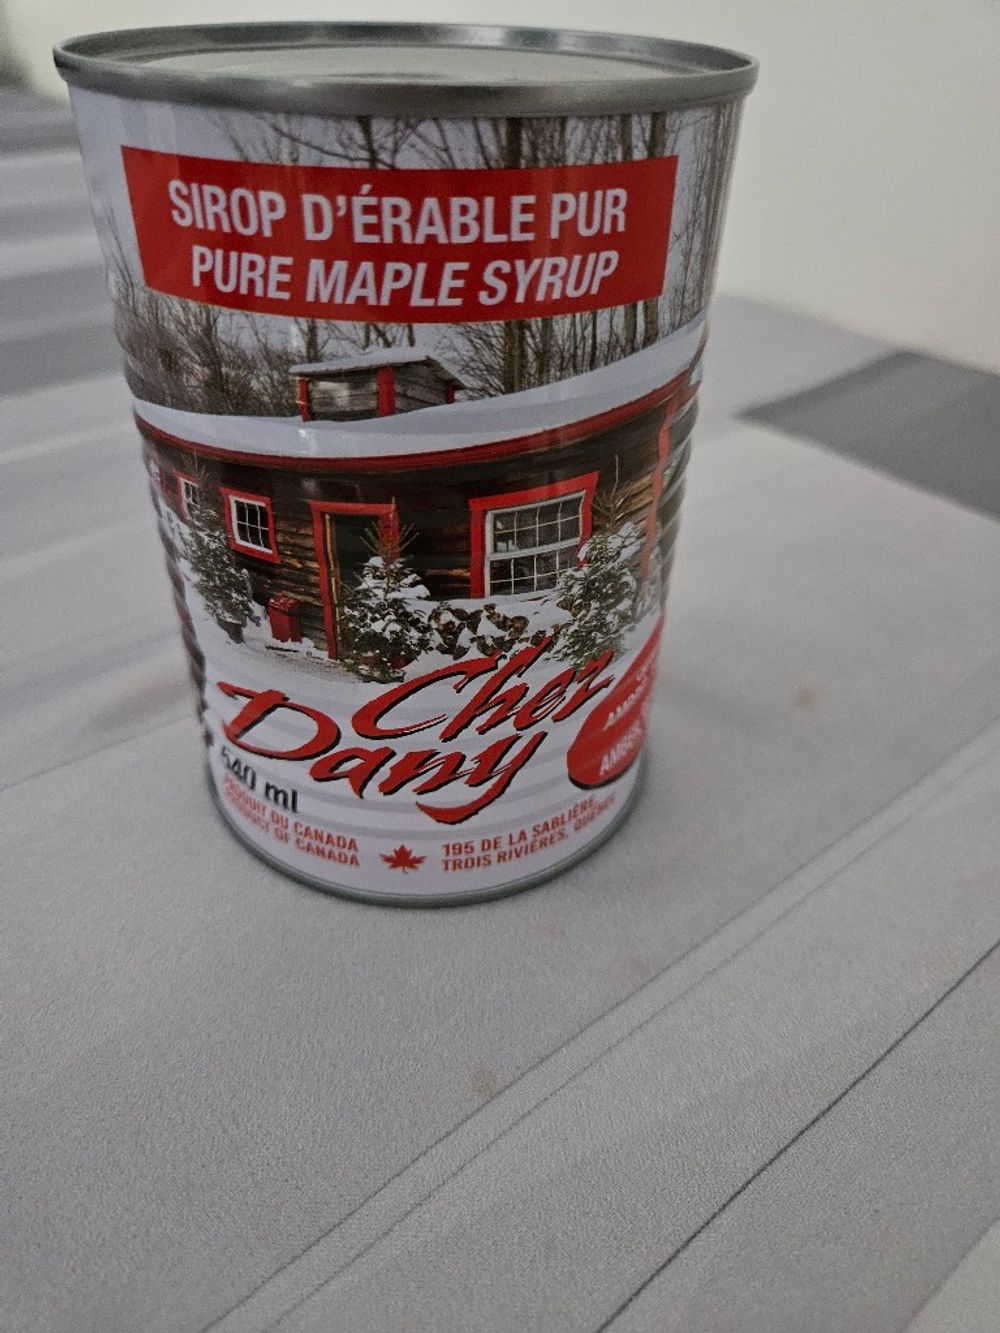 SIROP D'ÉRABLE PUR
PURE MAPLE SYRUP
Chez
Dany
540 ml
PRODUIT DU CANADA
PRODUCT OF CANADA
195 DE LA SABLIÈRE,
TROIS RIVIÈRES, QUÉBEC